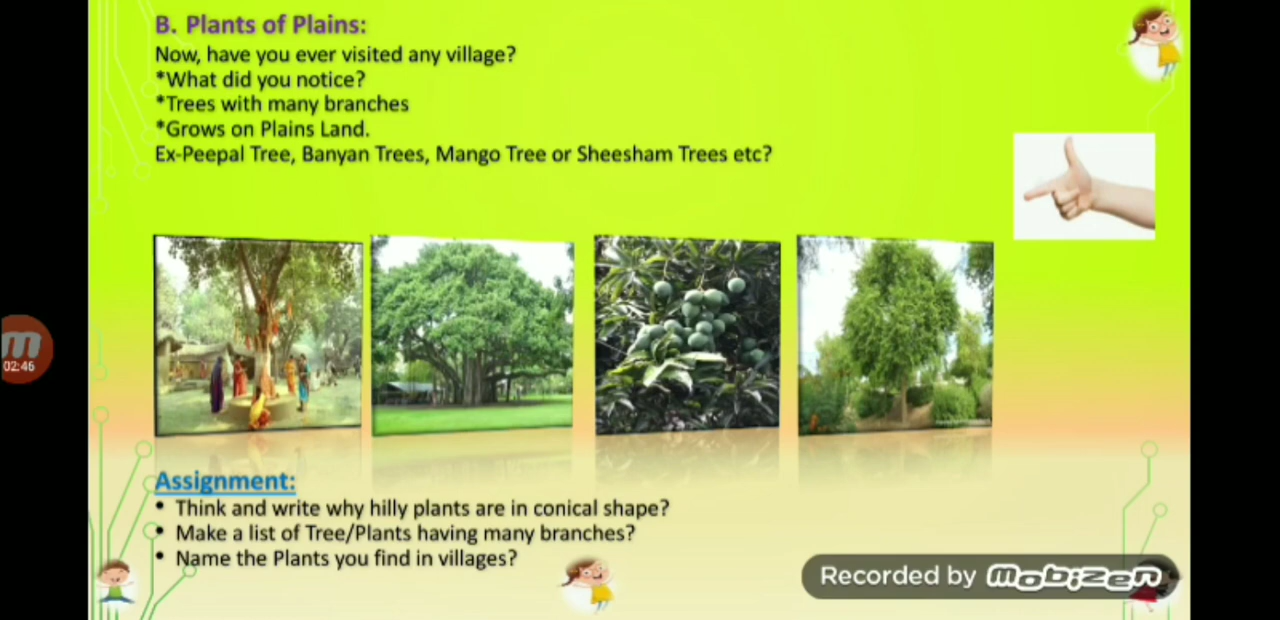 B. Plants of Plains:
Now, have you ever visited any village?
*What did you notice?
*Trees with many branches
*Grows on Plains Land.
Ex-Peepal Tree, Banyan Trees, Mango Tree or Sheesham Trees etc?
m
02:46
Assignment:
• Think and write why hilly plants are in conical shape?
• Make a list of Tree/Plants having many branches?
• Name the Plants you find in villages?
Recorded by mobizen